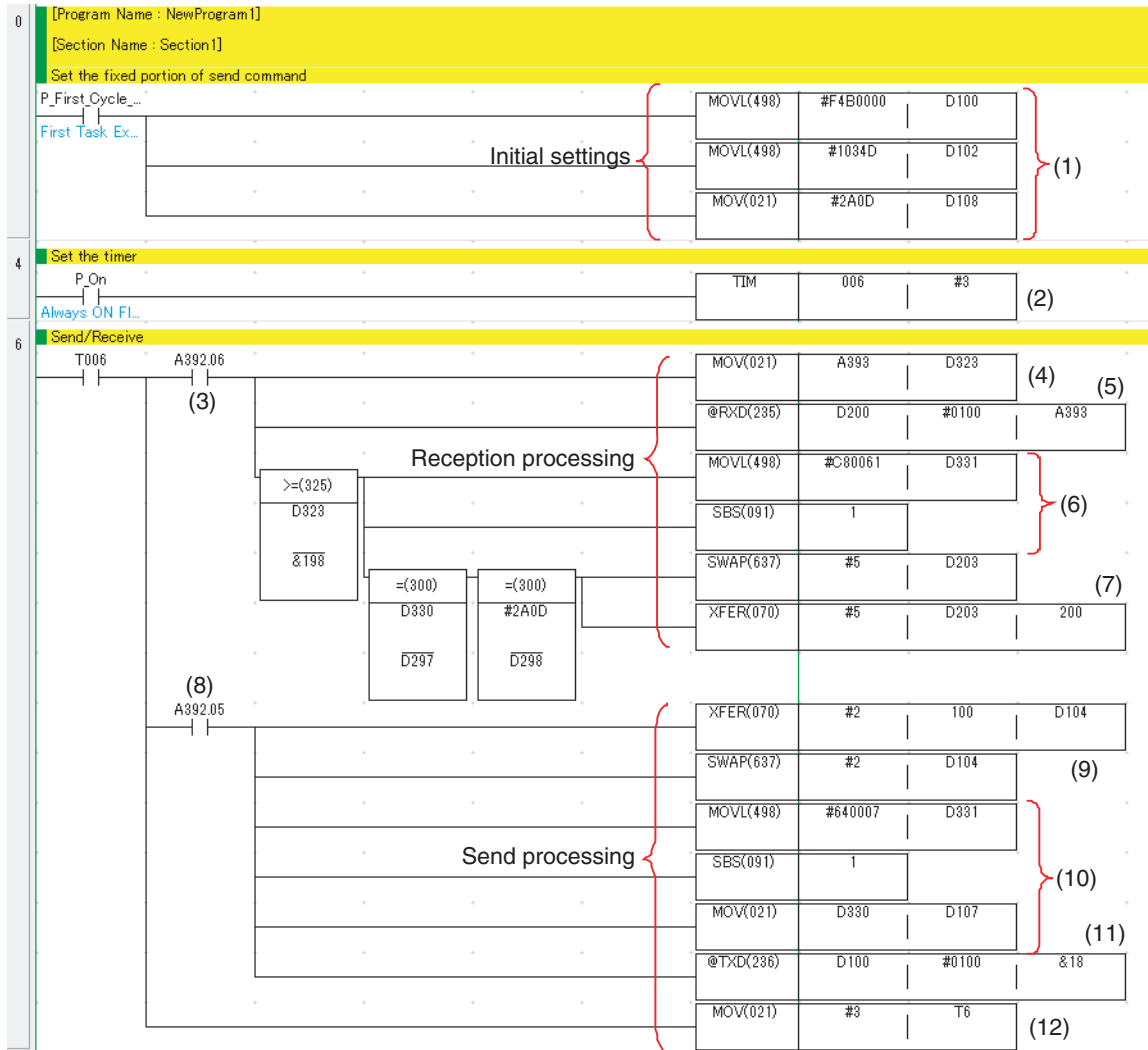 0
[Program Name : NewProgram1]
[Section Name : Section1]
Set the fixed portion of send command
P_First_Cycle_...
First Task Ex...
Initial settings
MOVL(498) #F4B0000 D100
MOVL(498) #1034D D102
MOV(021) #2A0D D108
(1)
4
Set the timer
P_On
Always ON Fl...
TIM 006 #3
(2)
6
Send/Receive
T006 A392.06
(3)
Reception processing
MOV(021) A393 D323
(4)
(5)
@RXD(235) D200 #0100 A393
MOVL(498) #C80061 D331
SBS(091) 1
(6)
>=(325)
D323
&198
SWAP(637) #5 D203
(7)
=(300) =(300)
D330 #2A0D
D297 D298
XFER(070) #5 D203 200
(8)
A392.05
XFER(070) #2 100 D104
SWAP(637) #2 D104
(9)
MOVL(498) #640007 D331
Send processing
SBS(091) 1
(10)
MOV(021) D330 D107
(11)
@TXD(236) D100 #0100 &18
MOV(021) #3 T6
(12)